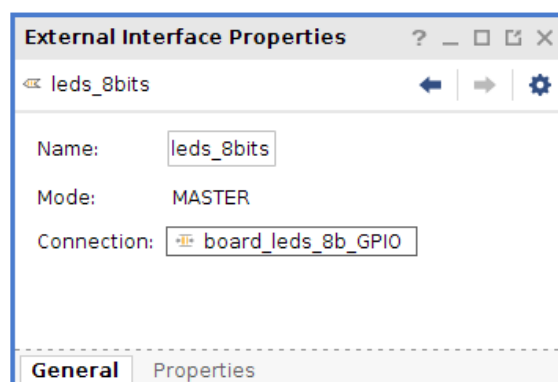 External Interface Properties ?
leds_8bits
Name: leds_8bits
Mode: MASTER
Connection: board_leds_8b_GPIO
General Properties